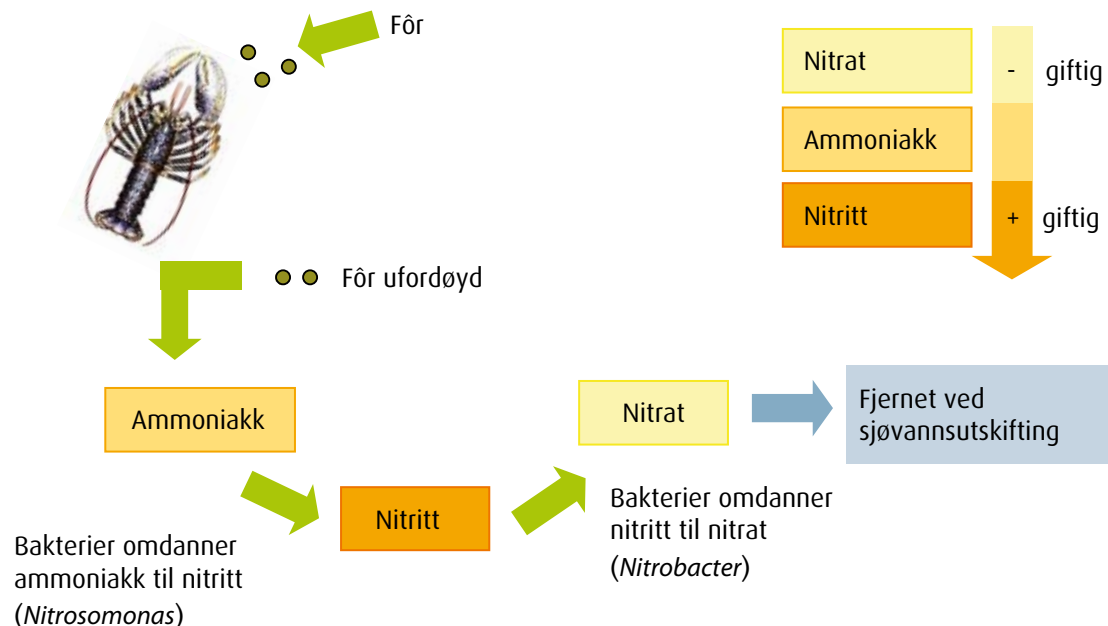 Fôr
Nitrat
- giftig
Ammoniakk
Nitritt
+ giftig
Fôr ufordøyd
Ammoniakk
Nitrat
Fjernet ved
sjøvannsutskifting
Nitritt
Bakterier omdanner
ammoniakk til nitritt
(Nitrosomonas)
Bakterier omdanner
nitritt til nitrat
(Nitrobacter)